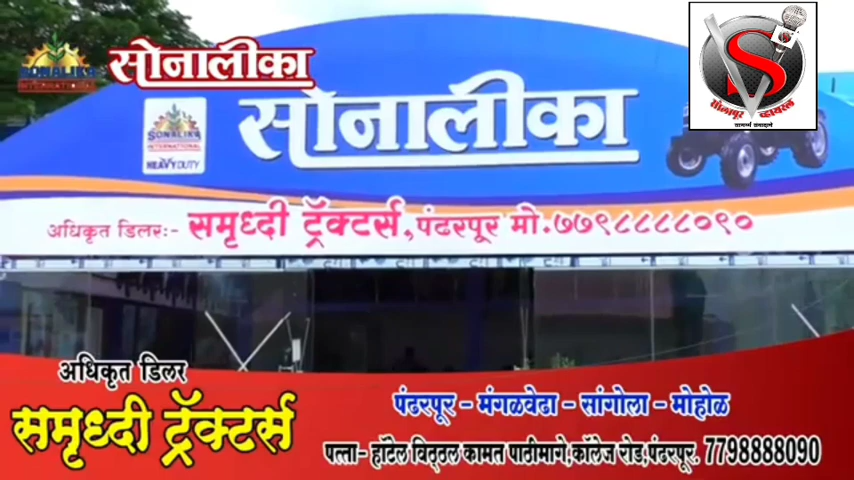 SONALIKA
INTERNATIONAL
सोनालीका
SONALIKA
INTERNATIONAL
HEAVY DUTY
सोनालीका
सोलापूर व्हायरल
अधिकृत डिलरः- समृध्दी ट्रॅक्टर्स,पंढरपूर मो.७७९८८८८०९०
अधिकृत डिलर
समृध्दी ट्रॅक्टर्स
पंढरपूर - मंगळवेढा - सांगोला - मोहोळ
पत्ता- हॉटेल विठ्ठल कामत पाठीमागे,कॉलेज रोड,पंढरपूर. 7798888090